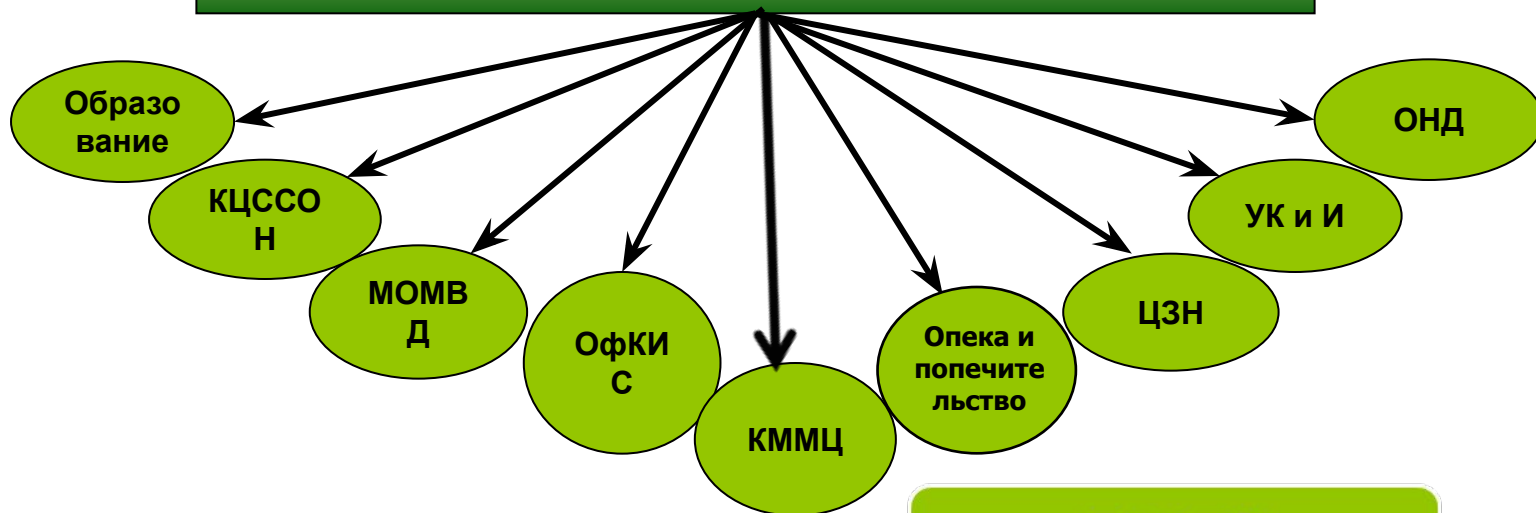 Образо
вание
КЦССО
Н
МОМВ
Д
ОфКИ
С
КММЦ
Опека и
попечите
льство
ЦЗН
УК и И
ОНД